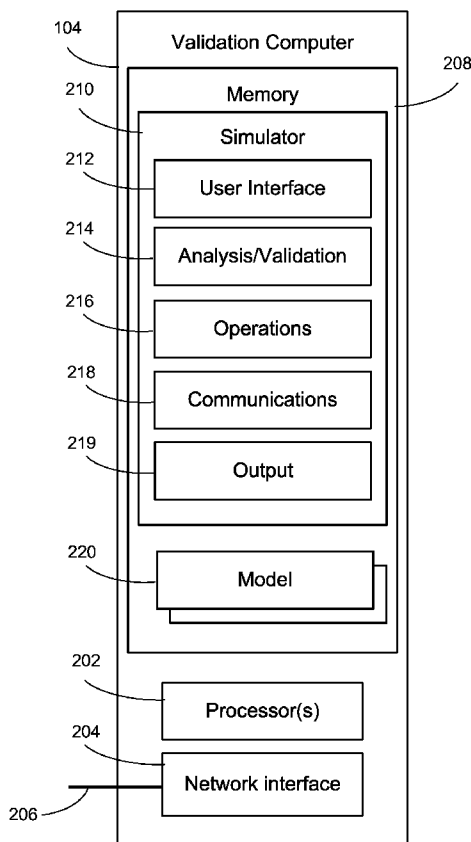 104
Validation Computer
208
210
Memory
Simulator
212
User Interface
214
Analysis/Validation
216
Operations
218
Communications
219
Output
220
Model
202
Processor(s)
204
Network interface
206